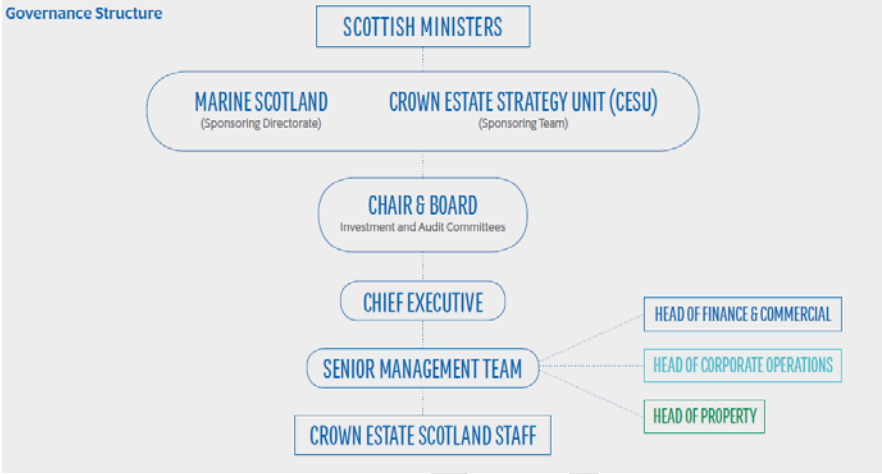 Governance Structure
SCOTTISH MINISTERS
MARINE SCOTLAND
(Sponsoring Directorate)
CROWN ESTATE STRATEGY UNIT (CESU)
(Sponsoring Team)
CHAIR & BOARD
Investment and Audit Committees
CHIEF EXECUTIVE
SENIOR MANAGEMENT TEAM
HEAD OF FINANCE & COMMERCIAL
HEAD OF CORPORATE OPERATIONS
HEAD OF PROPERTY
CROWN ESTATE SCOTLAND STAFF